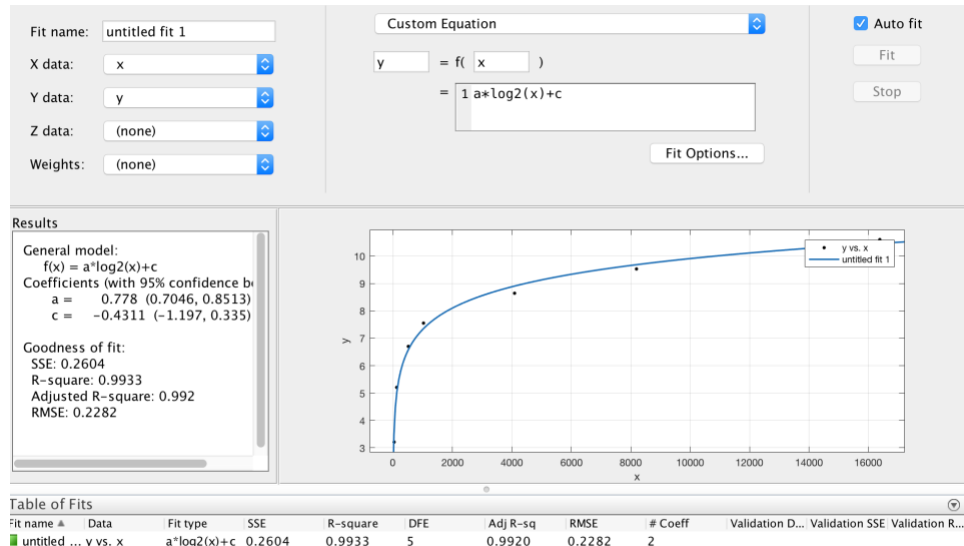 Fit name: untitled fit 1
X data: x
Y data: y
Z data: (none)
Weights: (none)
Custom Equation
y = f( x )
= 1 a*log2(x)+c
Fit Options...
Auto fit
Fit
Stop
Results
General model:
f(x) = a*log2(x)+c
Coefficients (with 95% confidence b
a = 0.778 (0.7046, 0.8513)
c = -0.4311 (-1.197, 0.335)
Goodness of fit:
SSE: 0.2604
R-square: 0.9933
Adjusted R-square: 0.992
RMSE: 0.2282
y vs. x
untitled fit 1
10
9
8
7
6
5
4
3
y
0 2000 4000 6000 8000 10000 12000 14000 16000
x
Table of Fits
Fit name Data Fit type SSE R-square DFE Adj R-sq RMSE # Coeff Validation D... Validation SSE Validation R...
untitled ... y vs. x a*log2(x)+c 0.2604 0.9933 5 0.9920 0.2282 2